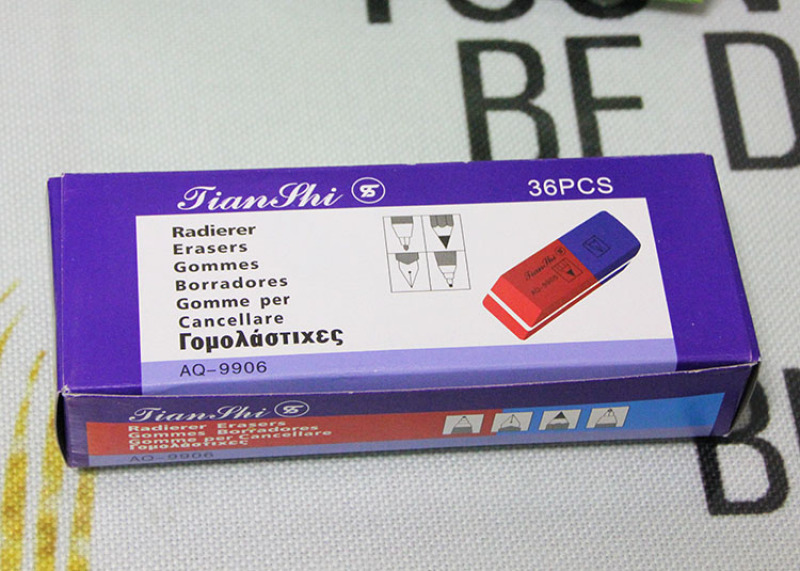 BE D
TianShi
36PCS
Radierer
Erasers
Gommes
Borradores
Gomme per
Cancellare
Γομολάστιχες
AQ-9906
TianShi
AQ-9906
TianShi
Radierer Erasers
Gommes Borradores
Gomme per Cancellare
Γομολάστιχες
AQ-9906